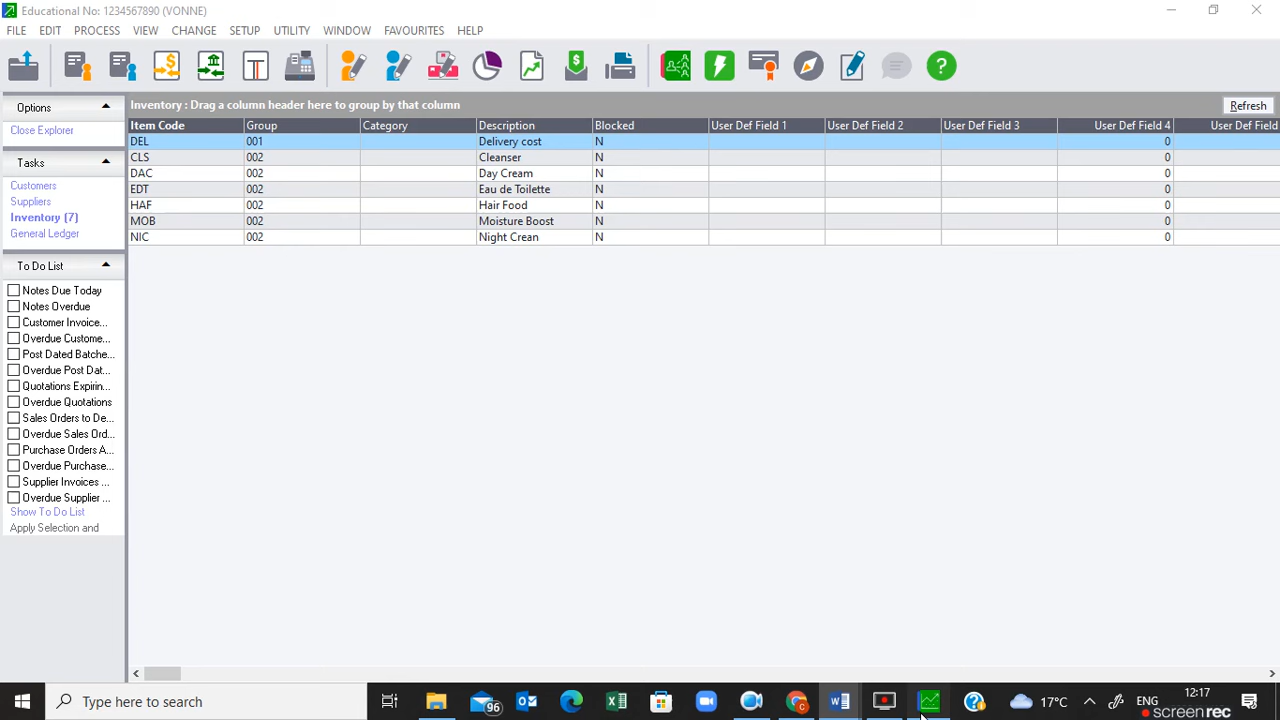 Educational No: 1234567890 (VONNE)
FILE EDIT PROCESS VIEW CHANGE SETUP UTILITY WINDOW FAVOURITES HELP
Options
Close Explorer
Tasks
Customers
Suppliers
Inventory (7)
General Ledger
To Do List
Notes Due Today
Notes Overdue
Customer Invoice...
Overdue Custome...
Post Dated Batche...
Overdue Post Dat...
Quotations Expirin...
Overdue Quotations
Sales Orders to De...
Overdue Sales Ord...
Purchase Orders A...
Overdue Purchase...
Supplier Invoices ...
Overdue Supplier ...
Show To Do List
Apply Selection and
Inventory : Drag a column header here to group by that column Refresh
Item Code Group Category Description Blocked User Def Field 1 User Def Field 2 User Def Field 3 User Def Field 4 User Def Field
DEL 001 Delivery cost N 0
CLS 002 Cleanser N 0
DAC 002 Day Cream N 0
EDT 002 Eau de Toilette N 0
HAF 002 Hair Food N 0
MOB 002 Moisture Boost N 0
NIC 002 Night Crean N 0
Type here to search 96 17°C ENG 12:17
screenrec